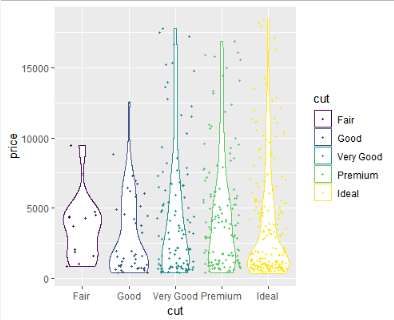 15000
10000
5000
0
price
Fair Good Very Good Premium Ideal
cut
cut
Fair
Good
Very Good
Premium
Ideal